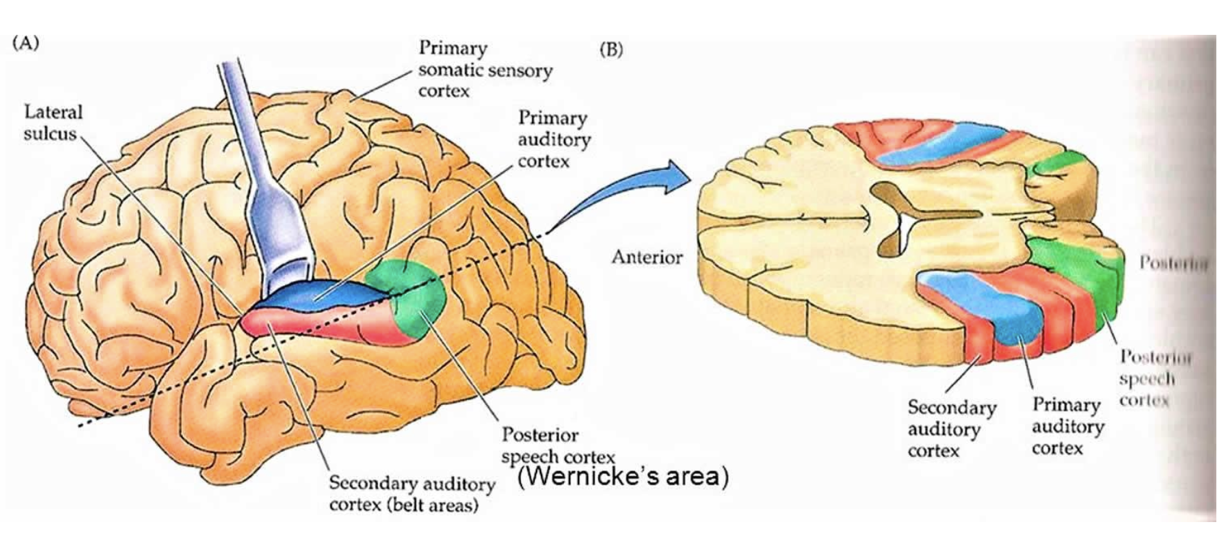 (A)
Primary
somatic sensory
cortex
Lateral
sulcus
Primary
auditory
cortex
Posterior
speech cortex
(Wernicke's area)
Secondary auditory
cortex (belt areas)
(B)
Anterior
Posterior
Posterior
speech
cortex
Secondary
auditory
cortex
Primary
auditory
cortex